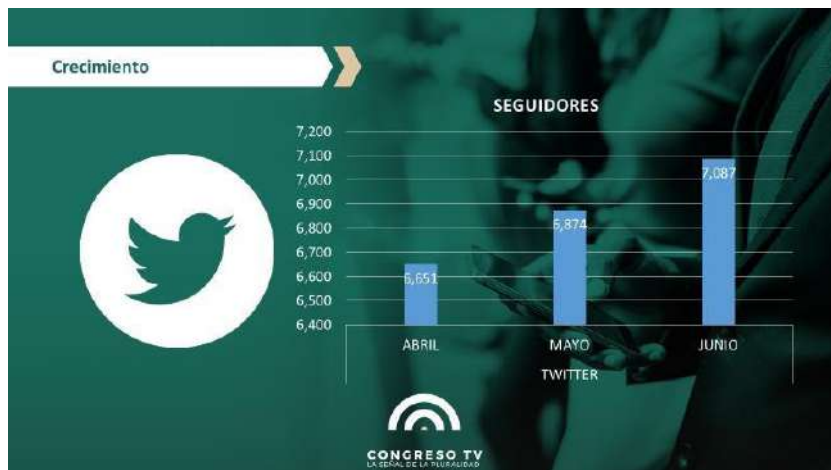 Crecimiento
SEGUIDORES
7,200
7,100
7,000
6,900
6,800
6,700
6,600
6,500
6,400
6,651
6,874
7,087
ABRIL
MAYO
JUNIO
TWITTER
CONGRESO TV
LA SEÑAL DE LA PLURALIDAD